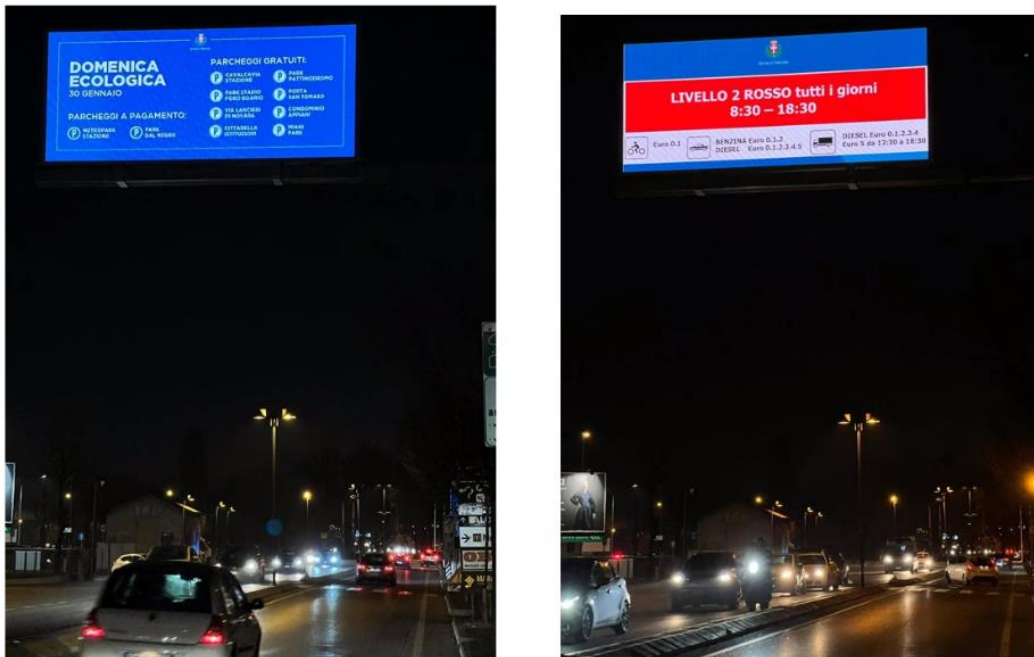 DOMENICA
ECOLOGICA
30 GENNAIO
PARCHEGGI A PAGAMENTO:
P METROPARK
STAZIONE
P PARK
DAL NEGRO
PARCHEGGI GRATUITI:
P CAVALCAVIA
STAZIONE
P PARK STADIO
FORO BOARIO
P VIA LANCIERI
DI NOVARA
P CITTADELLA
ISTITUZIONI
P PARK
PATTINODROMO
P PORTA
SAN TOMASO
P CONDOMINIO
APPIANI
P MIANI
PARK
LIVELLO 2 ROSSO tutti i giorni
8:30 – 18:30
Euro 0.1
BENZINA Euro 0.1.2
DIESEL Euro 0.1.2.3.4.5
DIESEL Euro 0.1.2.3.4
Euro 5 da 12:30 a 18:30